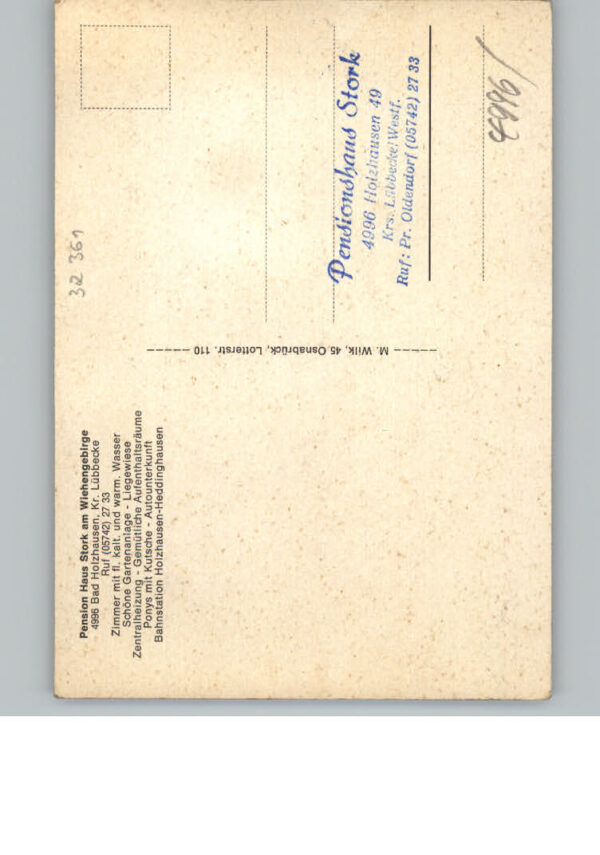 Pension Haus Stork am Wiehengebirge
4996 Bad Holzhausen, Kr. Lübbecke
Ruf (05742) 27 33
Zimmer mit fl. kalt. und warm. Wasser
Schöne Gartenanlage - Liegewiese
Zentralheizung - Gemütliche Aufenthaltsräume
Ponys mit Kutsche - Autounterkunft
Bahnstation Holzhausen-Heddinghausen
32 361
M. Wilk, 45 Osnabrück, Lotterstr. 110
Pensionshaus Stork
4996 Holzhausen 49
Krs. Lübbecke/Westf.
Ruf: Pr. Oldendorf (05742) 27 33
4996/